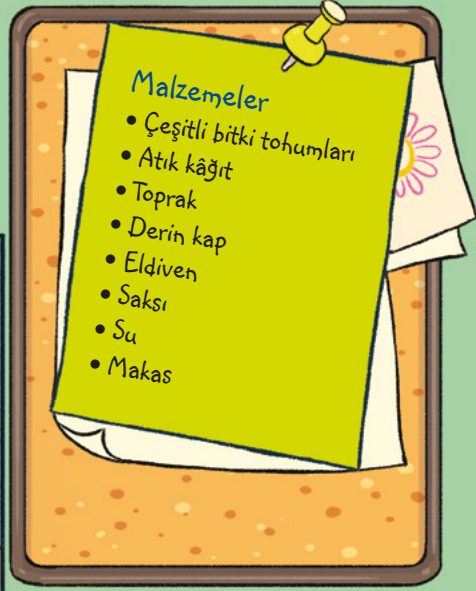 Malzemeler
• Çeşitli bitki tohumları
• Atık kâğıt
• Toprak
• Derin kap
• Eldiven
• Saksı
• Su
• Makas